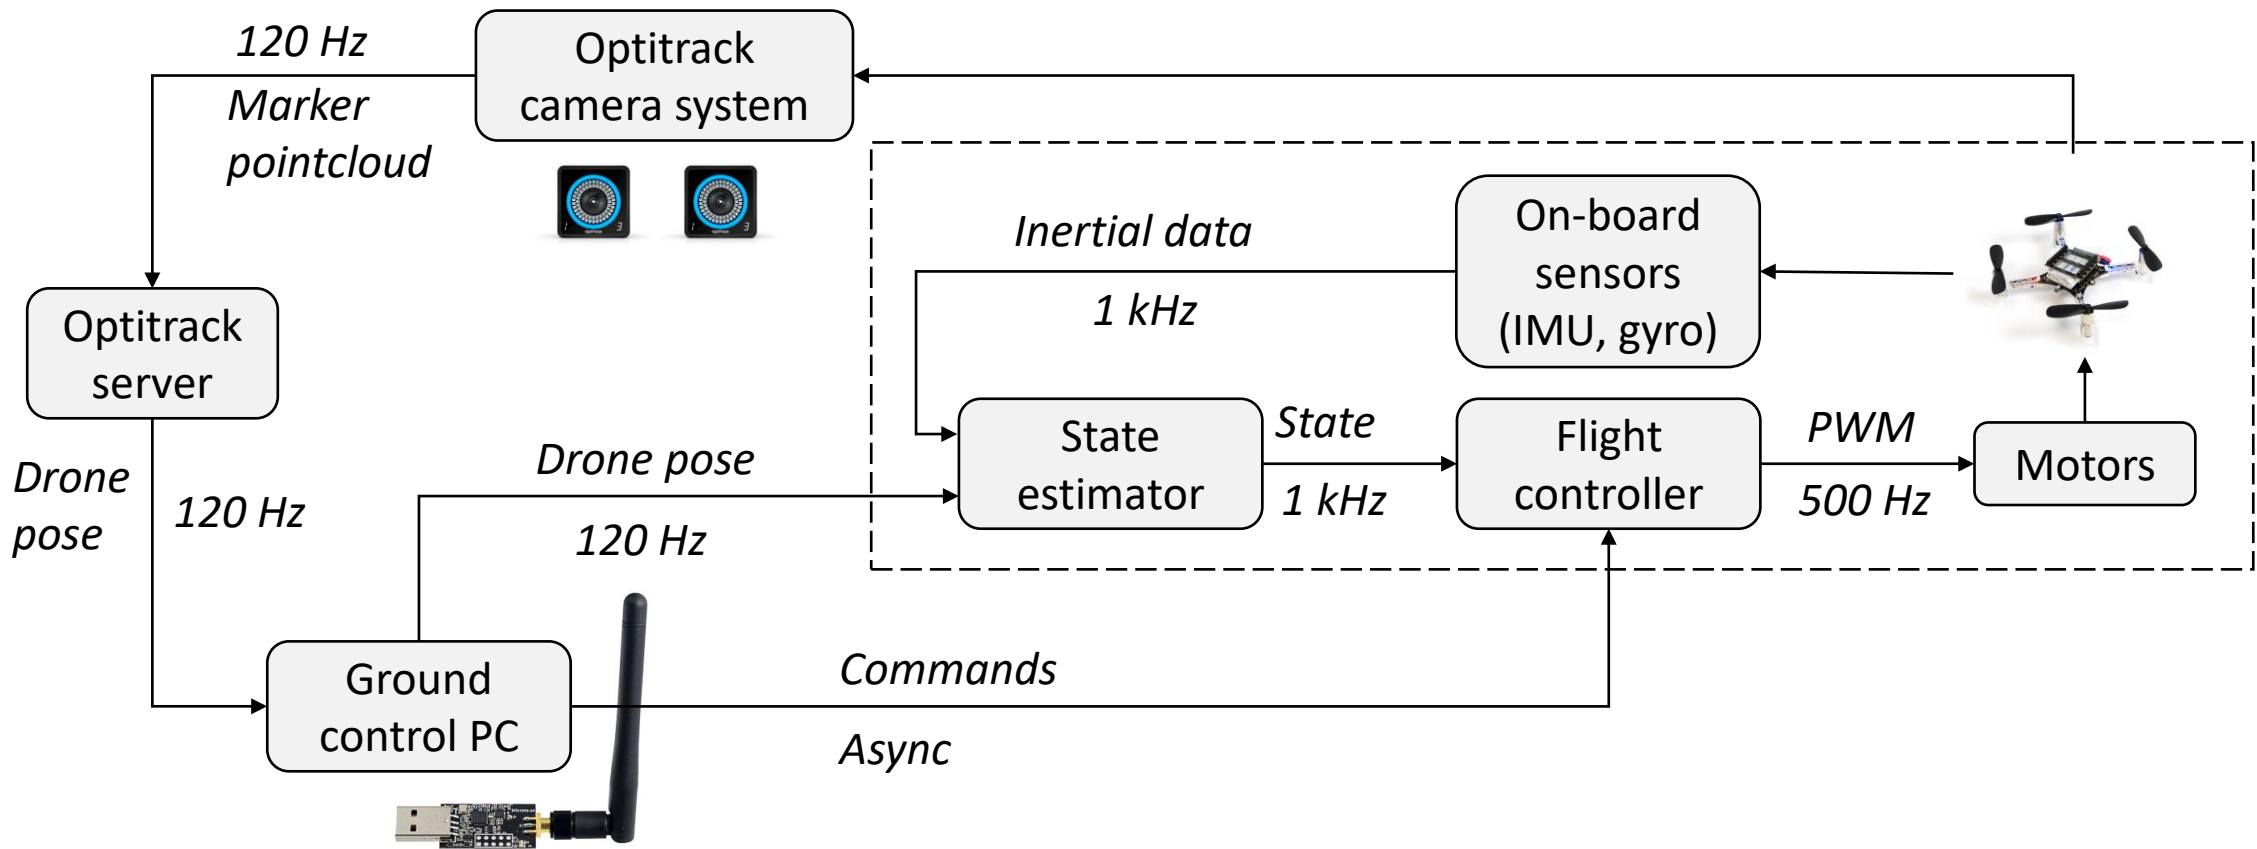 120 Hz
Marker
pointcloud
Optitrack
camera system
Optitrack
server
Drone
pose
120 Hz
Inertial data
1 kHz
On-board
sensors
(IMU, gyro)
Drone pose
120 Hz
State
estimator
State
1 kHz
Flight
controller
PWM
500 Hz
Motors
Ground
control PC
Commands
Async